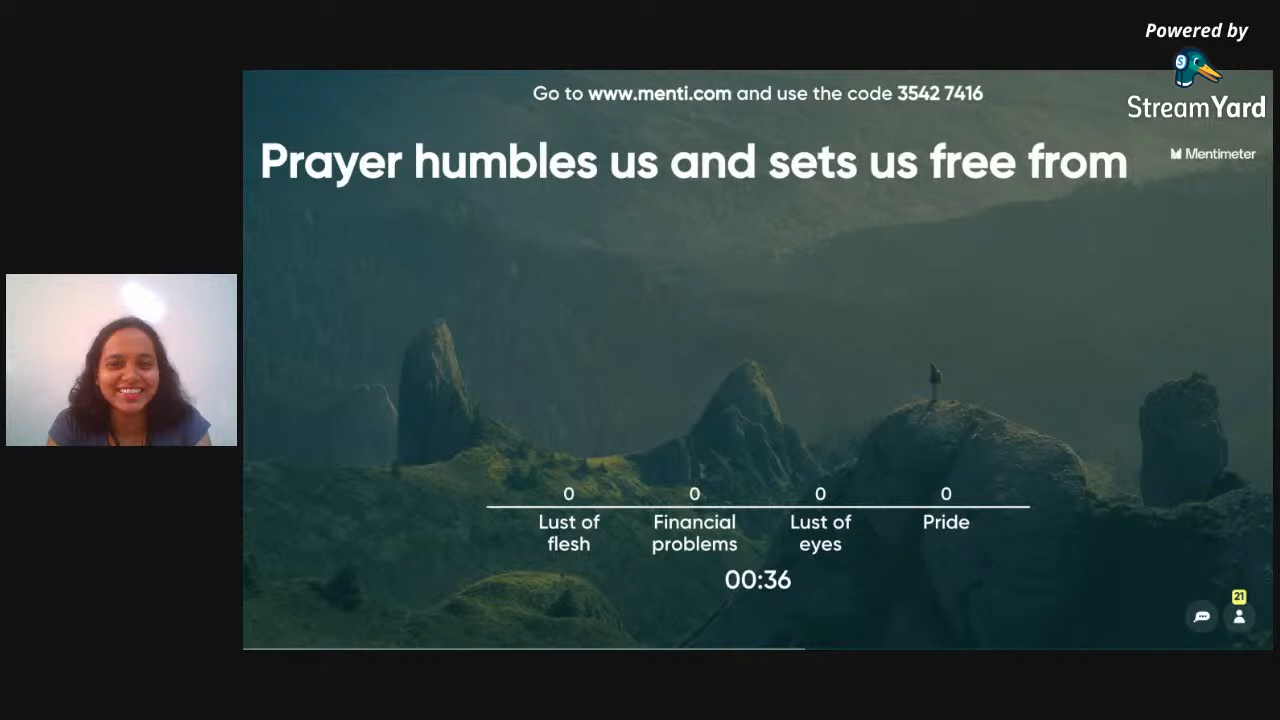 Powered by
StreamYard
Go to www.menti.com and use the code 3542 7416
Prayer humbles us and sets us free from
Mentimeter
0
0
0
0
Lust of
flesh
Financial
problems
Lust of
eyes
Pride
00:36
21